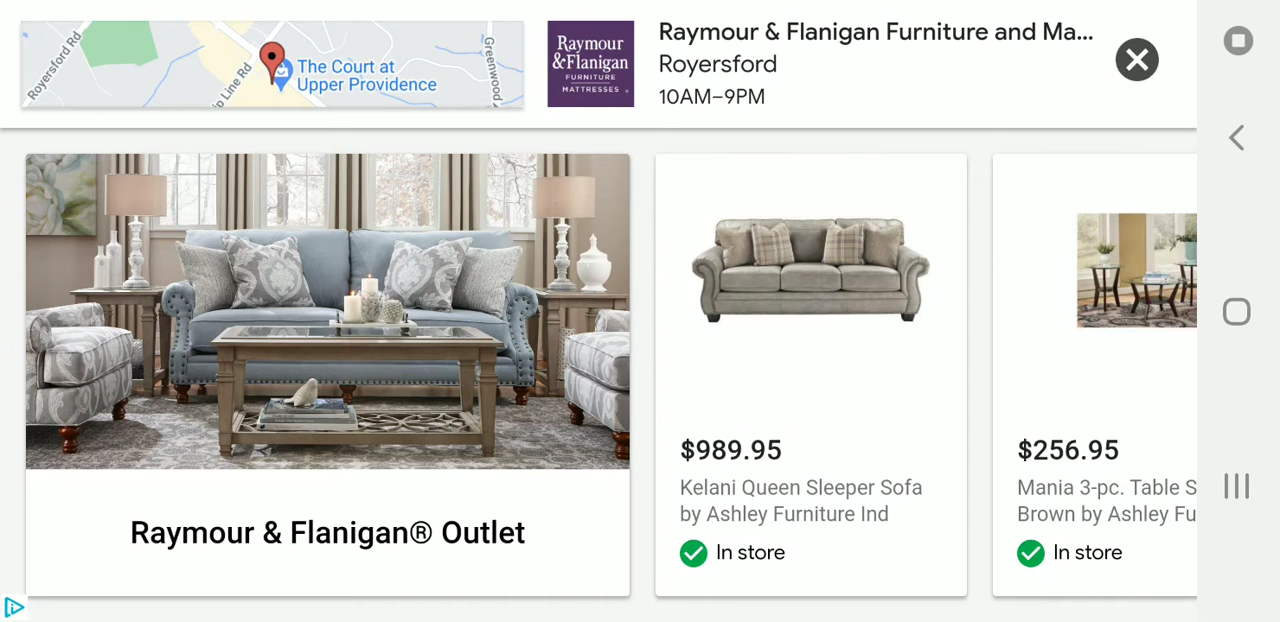 Royersford Rd
p Line Rd
The Court at
Upper Providence
Greenwood
Raymour
&Flanigan
FURNITURE
MATTRESSES
Raymour & Flanigan Furniture and Ma...
Royersford
10AM–9PM
Raymour & Flanigan® Outlet
$989.95
Kelani Queen Sleeper Sofa
by Ashley Furniture Ind
In store
$256.95
Mania 3-pc. Table S
Brown by Ashley Fu
In store